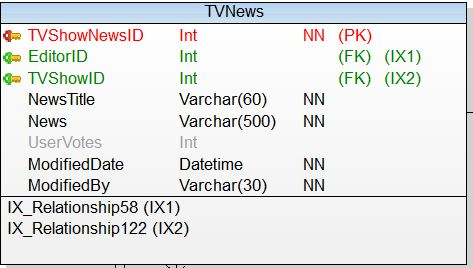 TVNews
TVShowNewsID Int NN (PK)
EditorID Int (FK) (IX1)
TVShowID Int (FK) (IX2)
NewsTitle Varchar(60) NN
News Varchar(500) NN
UserVotes Int
ModifiedDate Datetime NN
ModifiedBy Varchar(30) NN
IX_Relationship58 (IX1)
IX_Relationship122 (IX2)